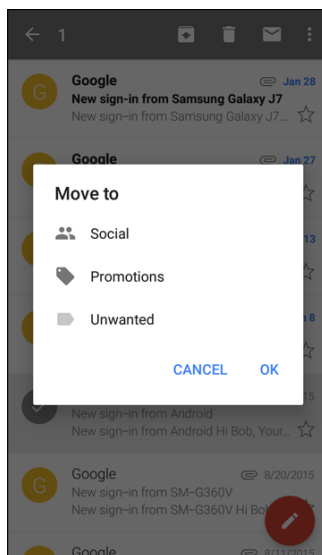 1
Google Jan 28
New sign-in from Samsung Galaxy J7
New sign-in from Samsung Galaxy J7...
Google Jan 27
Move to
Social
13
Promotions
Unwanted
8
CANCEL OK
15
New sign-in from Android
New sign-in from Android Hi Bob, Your...
Google 8/20/2015
New sign-in from SM-G360V
New sign-in from SM-G360V Hi Bo
Google 8/11/2015
G
G